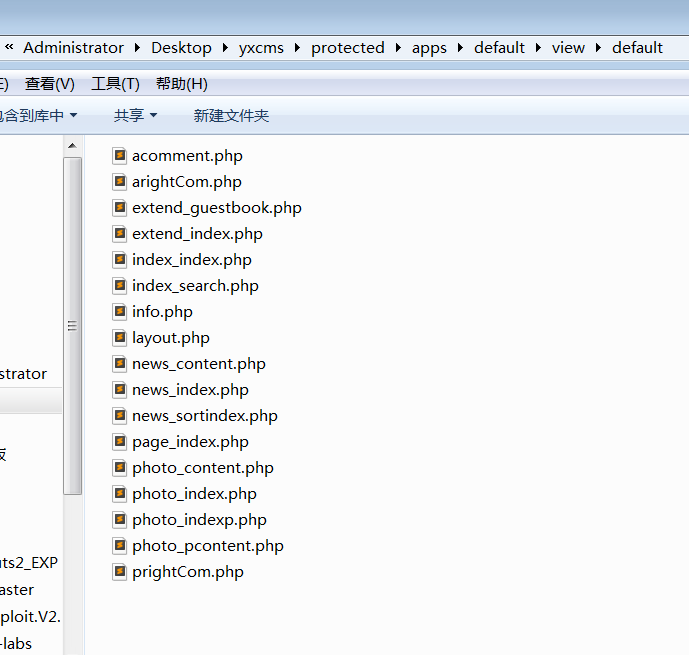 « Administrator ▸ Desktop ▸ yxcms ▸ protected ▸ apps ▸ default ▸ view ▸ default
E) 查看(V) 工具(T) 帮助(H)
含到库中 ▾ 共享 ▾ 新建文件夹
acomment.php
arightCom.php
extend_guestbook.php
extend_index.php
index_index.php
index_search.php
info.php
layout.php
news_content.php
strator
news_index.php
news_sortindex.php
page_index.php
photo_content.php
photo_index.php
photo_indexp.php
photo_pcontent.php
uts2_EXP
prightCom.php
aster
ploit.V2.
-labs